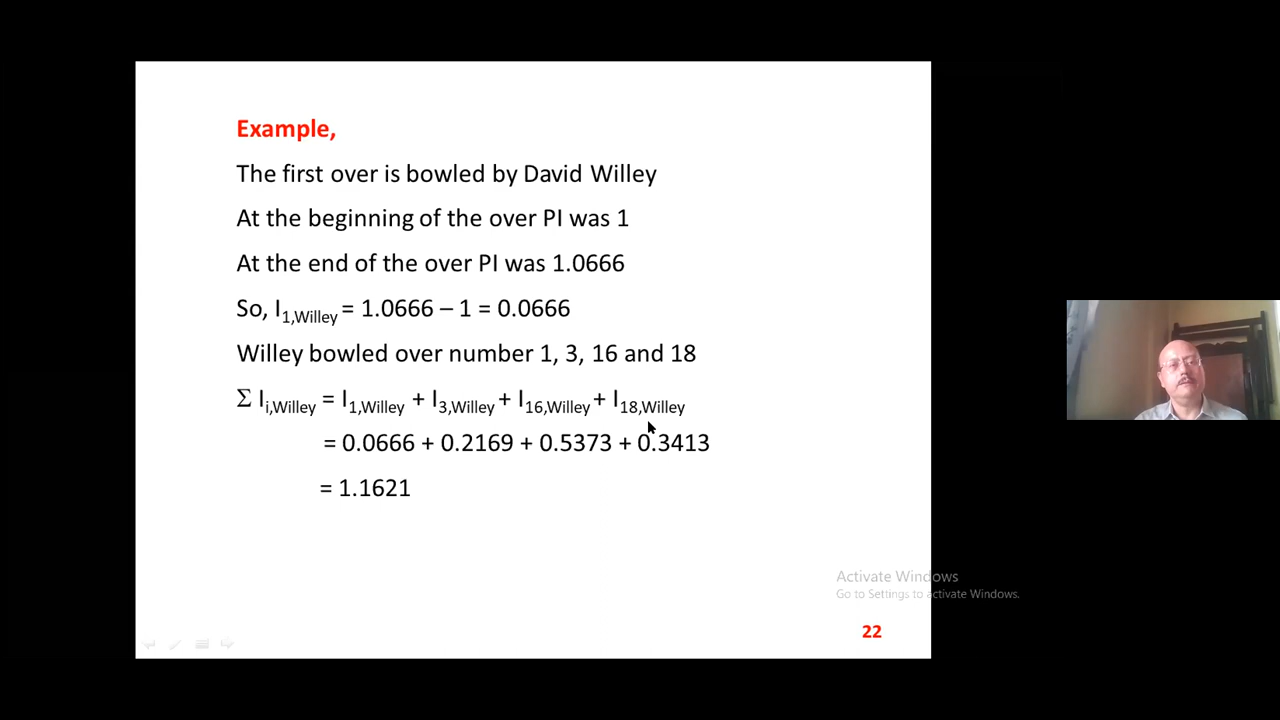 Example,
The first over is bowled by David Willey
At the beginning of the over PI was 1
At the end of the over PI was 1.0666
So, I1,Willey = 1.0666 – 1 = 0.0666
Willey bowled over number 1, 3, 16 and 18
Σ Ii,Willey = I1,Willey + I3,Willey + I16,Willey + I18,Willey
= 0.0666 + 0.2169 + 0.5373 + 0.3413
= 1.1621
Activate Windows
Go to Settings to activate Windows.
22